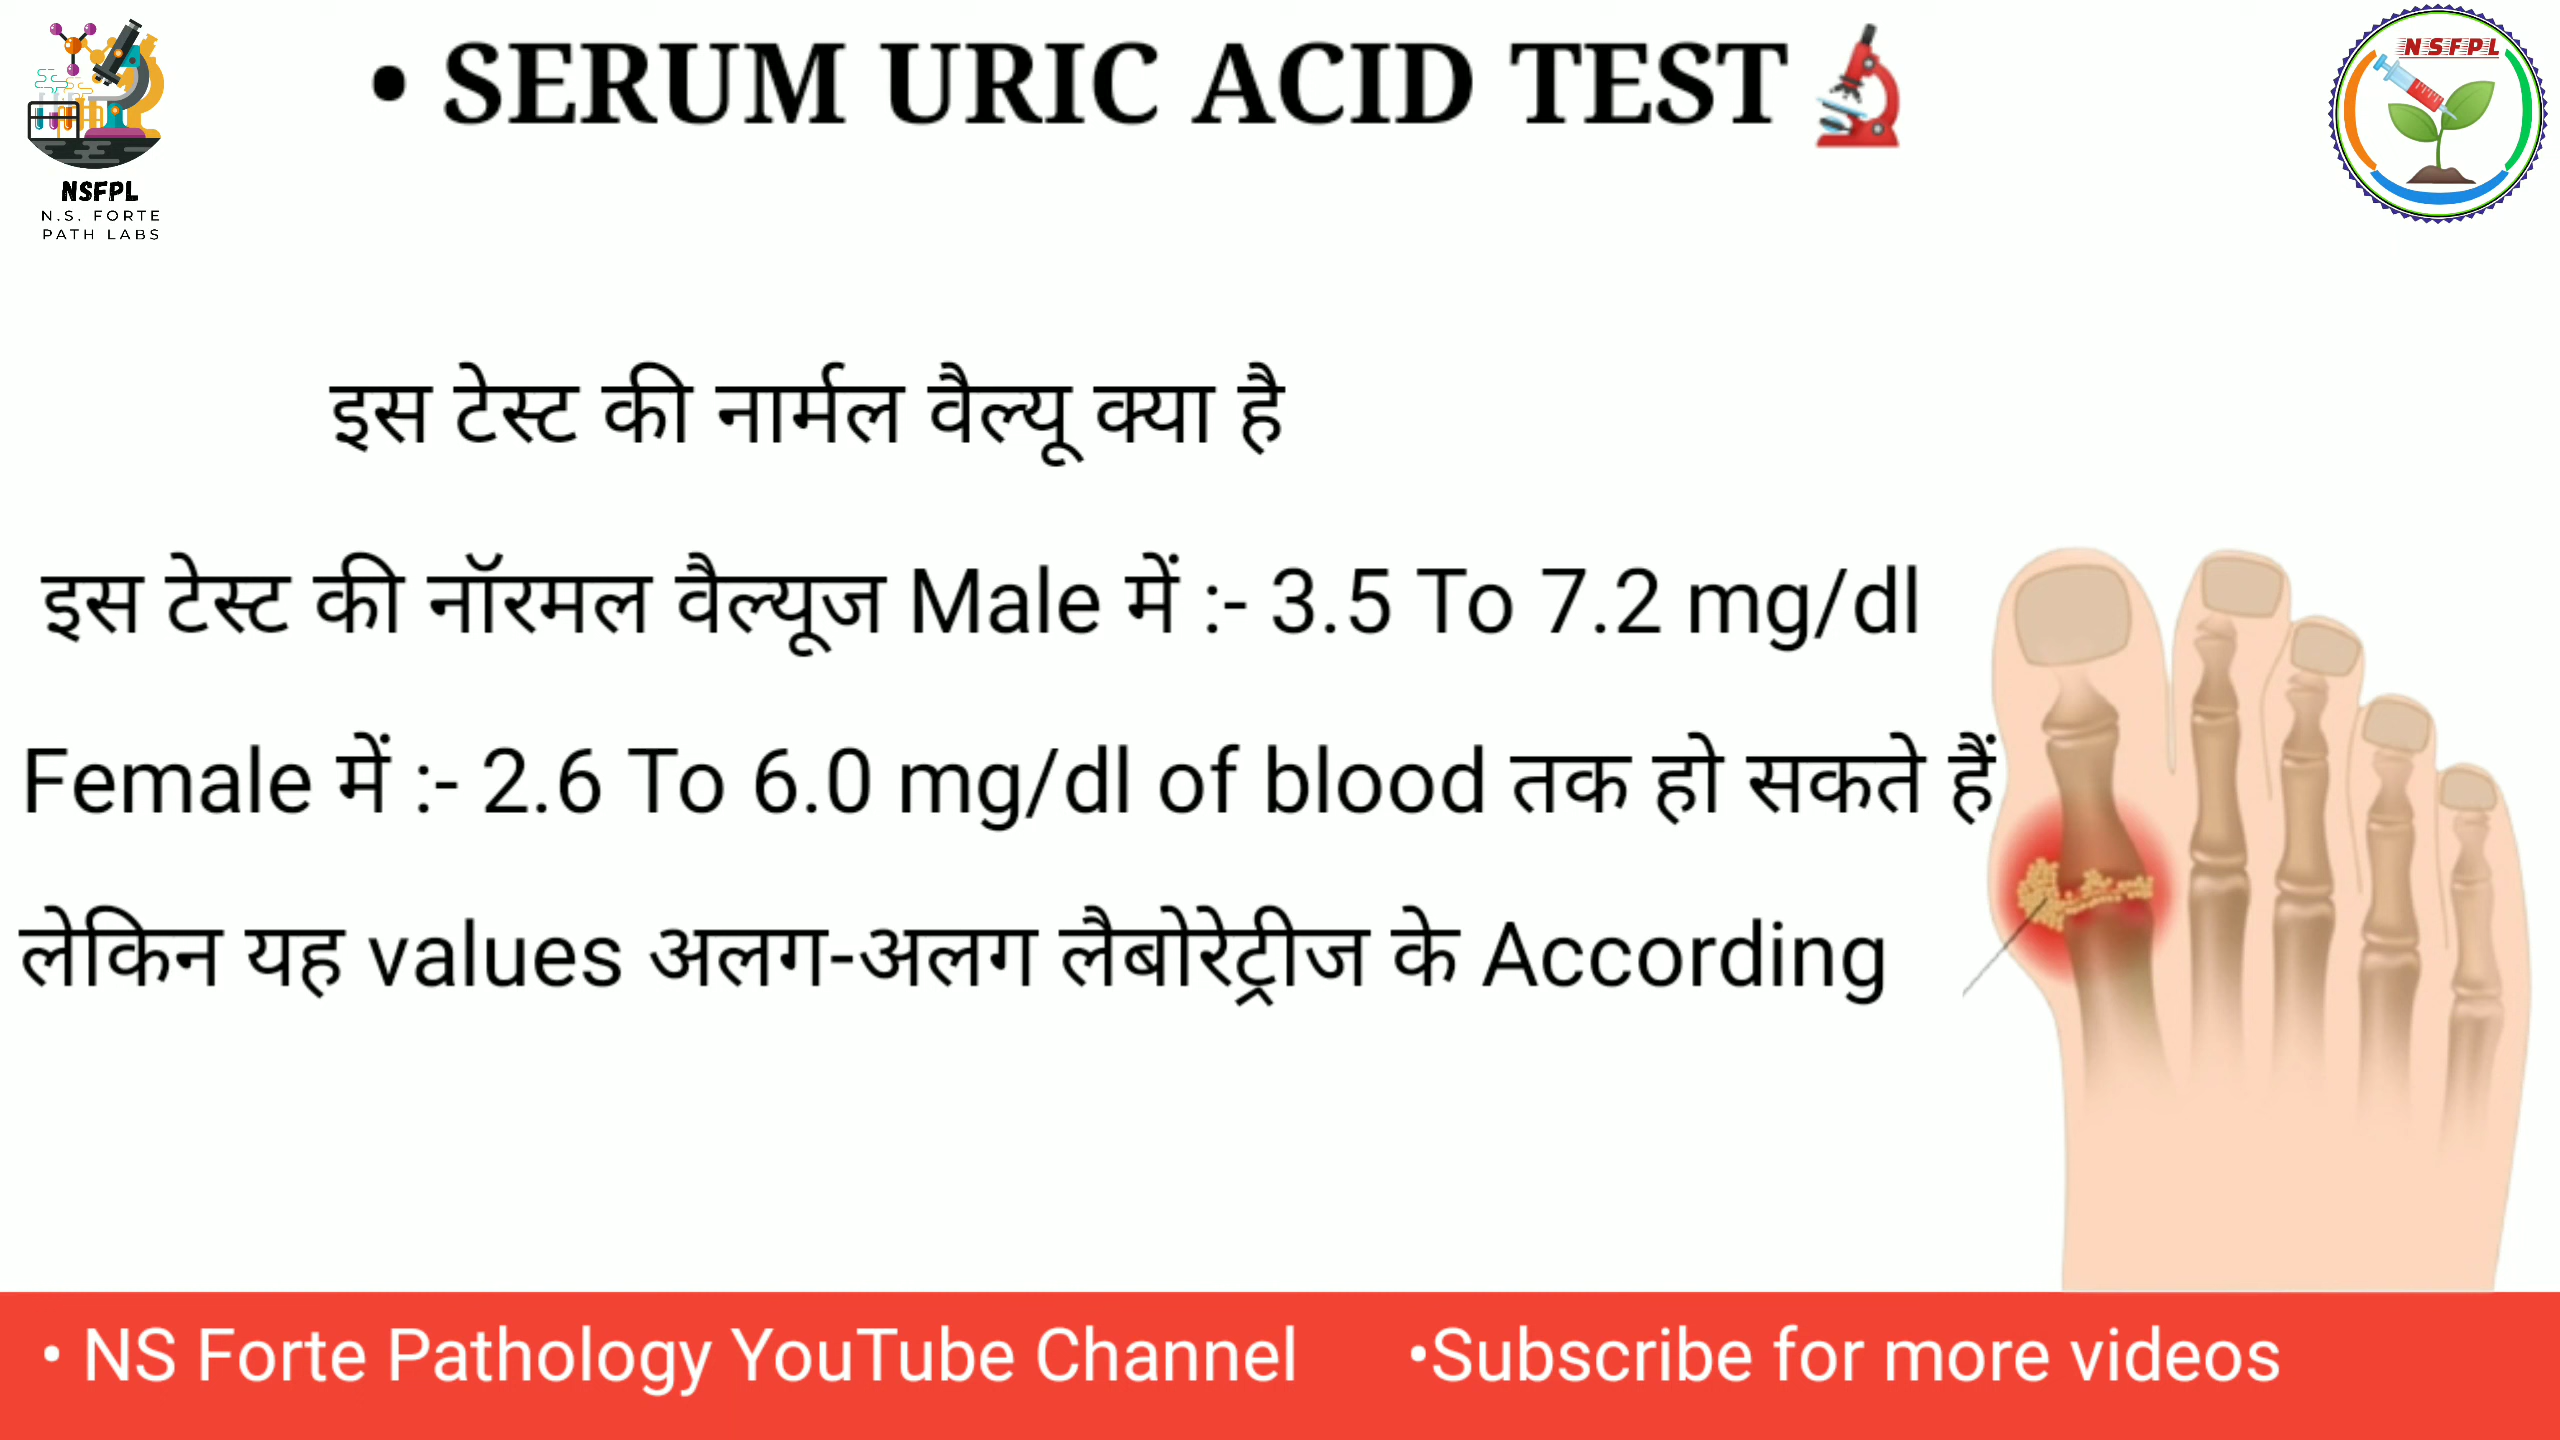 • SERUM URIC ACID TEST
NSFPL
N.S. FORTE
PATH LABS
NSFPL
इस टेस्ट की नार्मल वैल्यू क्या है
इस टेस्ट की नॉरमल वैल्यूज Male में :- 3.5 To 7.2 mg/dl
Female में :- 2.6 To 6.0 mg/dl of blood तक हो सकते हैं
लेकिन यह values अलग-अलग लैबोरेट्रीज के According
• NS Forte Pathology YouTube Channel •Subscribe for more videos